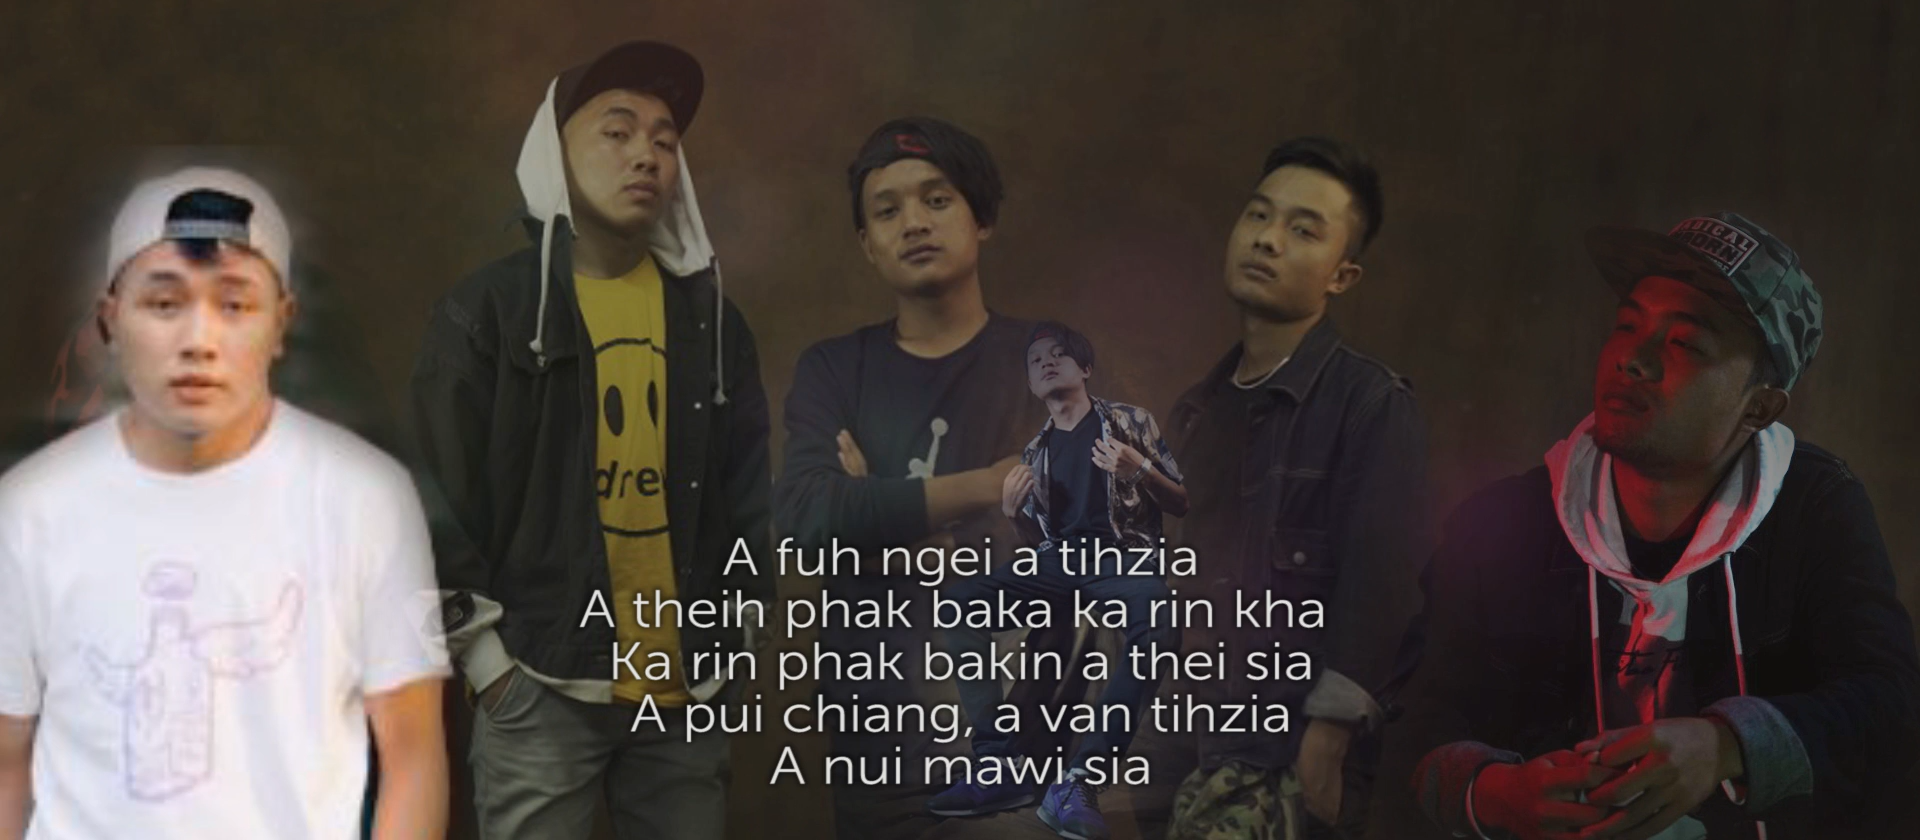 drew
A fuh ngei a tihzia
A theih phak baka ka rin kha
Ka rin phak bakin a thei sia
A pui chiang, a van tihzia
A nui mawi sia